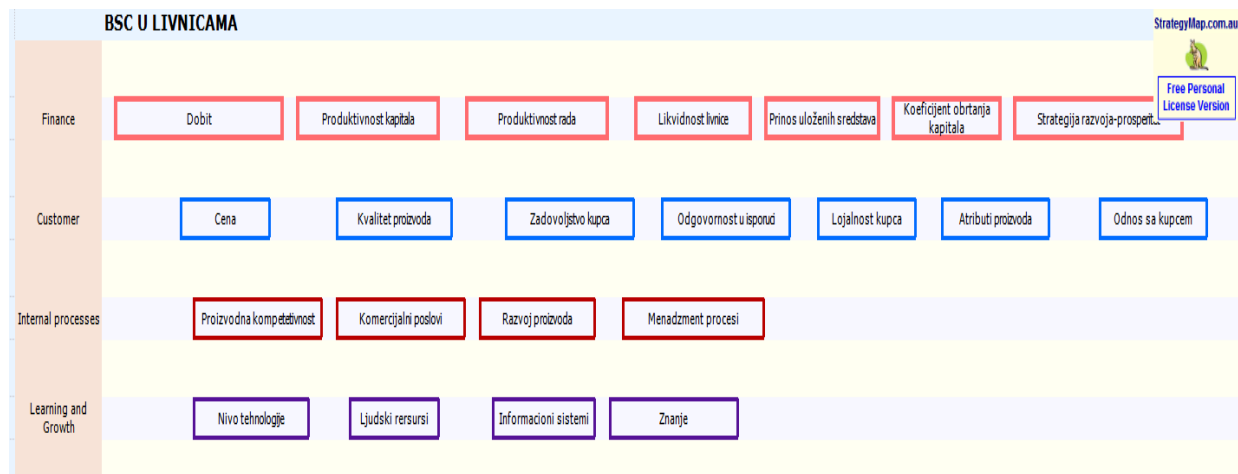 BSC U LIVNICAMA
StrategyMap.com.au
Free Personal
License Version
Finance
Dobit
Produktivnost kapitala
Produktivnost rada
Likvidnost livnice
Prinos uloženih sredstava
Koeficijent obrtanja
kapitala
Strategija razvoja-
Customer
Cena
Kvalitet proizvoda
Zadovoljstvo kupca
Odgovornost u isporuci
Lojalnost kupca
Atributi proizvoda
Odnos sa kupcem
Internal processes
Proizvodna kompetetivnost
Komercijalni poslovi
Razvoj proizvoda
Menadzment procesi
Learning and
Growth
Nivo tehnologije
Ljudski rersursi
Informacioni sistemi
Znanje